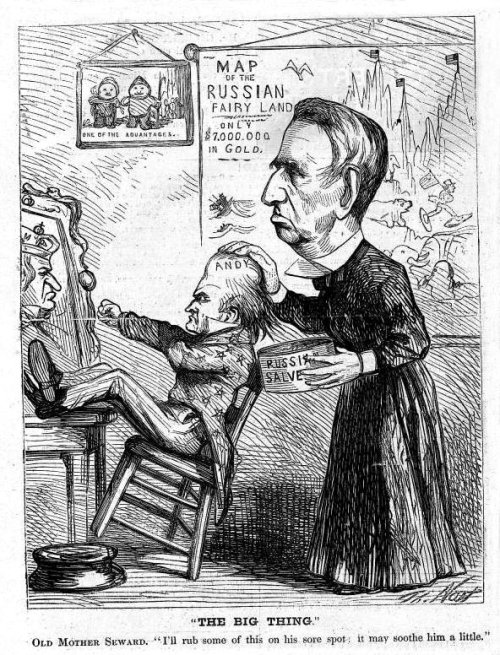 MAP
OF THE
RUSSIAN
FAIRY LAND
ONLY
$7.000.000
IN GOLD.
ONE OF THE ADVANTAGES.
ANDY
RUSSIAN
SALVE
Th. Nast
"THE BIG THING."
OLD MOTHER SEWARD. "I'll rub some of this on his sore spot: it may soothe him a little."